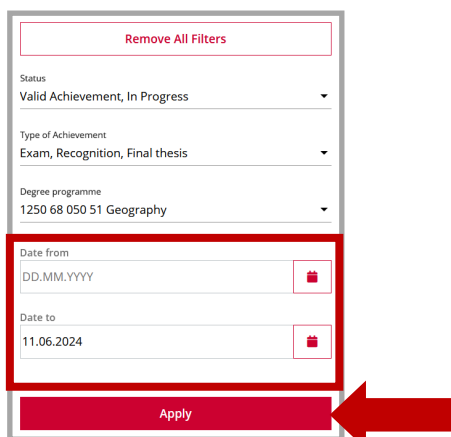 Remove All Filters
Status
Valid Achievement, In Progress
Type of Achievement
Exam, Recognition, Final thesis
Degree programme
1250 68 050 51 Geography
Date from
DD.MM.YYYY
Date to
11.06.2024
Apply